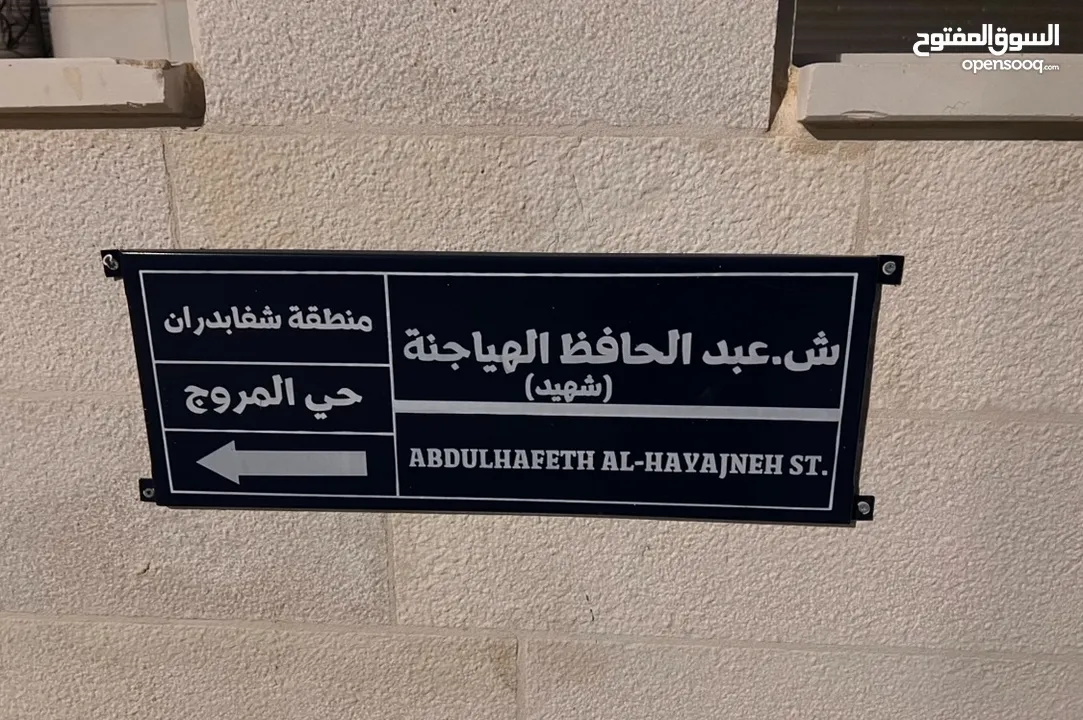 السوق المفتوح
opensooq.com
ش.عبد الحافظ الهياجنة
(شهيد)
ABDULHAFETH AL-HAYAJNEH ST.
منطقة شفابدران
حي المروج